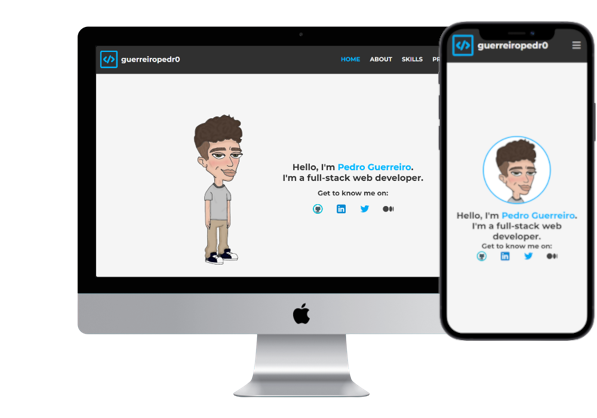 guerreiropedr0
HOME ABOUT SKILLS
Hello, I'm Pedro Guerreiro.
I'm a full-stack web developer.
Get to know me on:
guerreiropedr0
Hello, I'm Pedro Guerreiro.
I'm a full-stack web
developer.
Get to know me on: